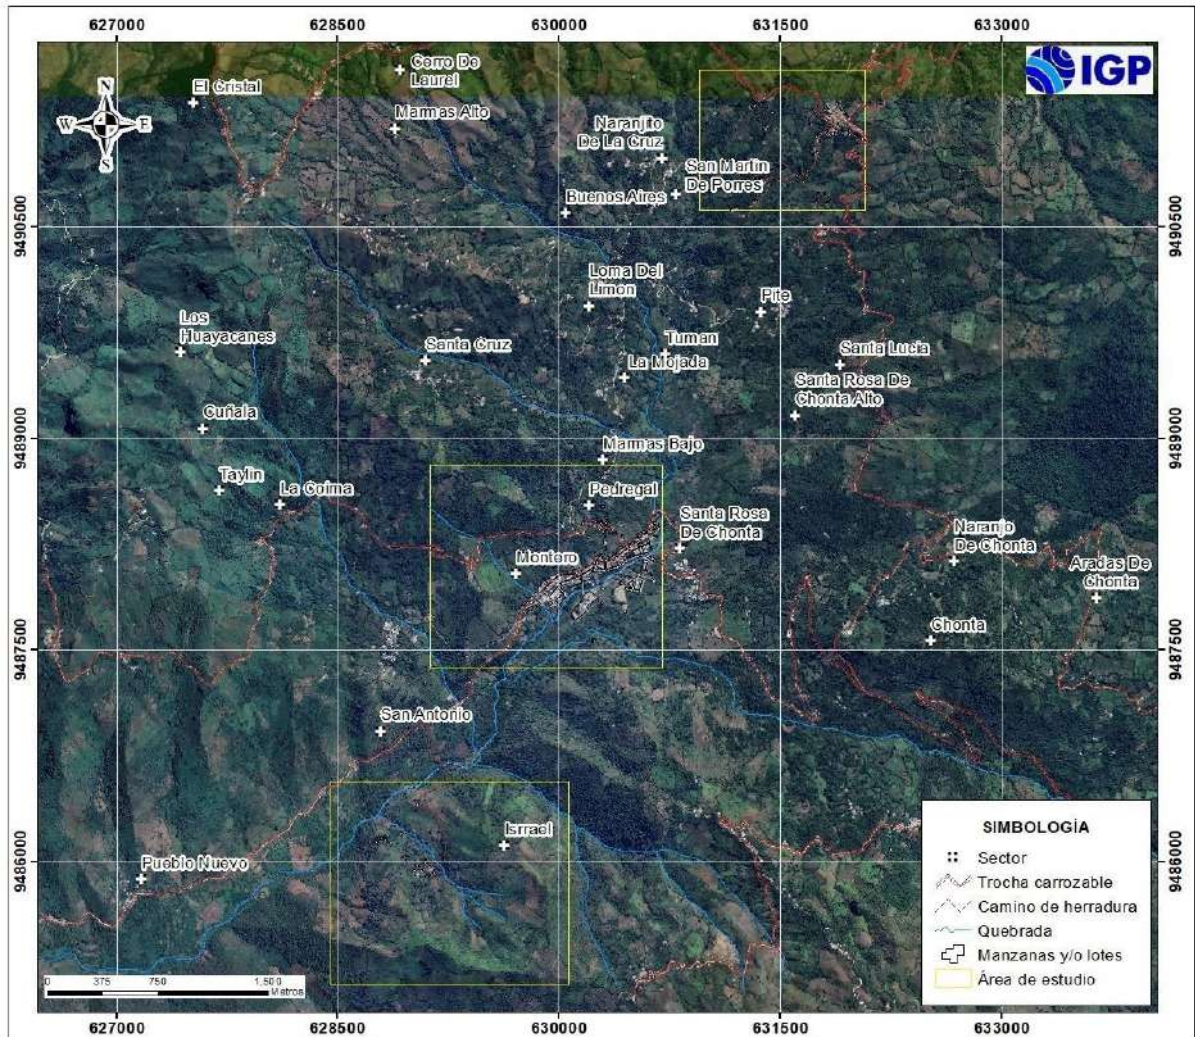 627000 628500 630000 631500 633000
IGP
Cerro De
Laurel
El Cristal
N
W E
S
Marmas Alto
Naranjito
De La Cruz
San Martin
De Porres
Buenos Aires
9490500 9490500
Loma Del
Limon
Pite
Los
Huayacanes
Santa Cruz
Tuman
La Mojada
Santa Lucia
Santa Rosa De
Chonta Alto
Cuñala
9489000 9489000
Marmas Bajo
Taylin
La Coima
Pedregal
Santa Rosa
De Chonta
Naranjo
De Chonta
Montero
Aradas De
Chonta
Chonta
9487500 9487500
San Antonio
Isrrael
Pueblo Nuevo
9486000 9486000
SIMBOLOGÍA
Sector
Trocha carrozable
Camino de herradura
Quebrada
Manzanas y/o lotes
Área de estudio
0 375 750 1,500
Metros
627000 628500 630000 631500 633000